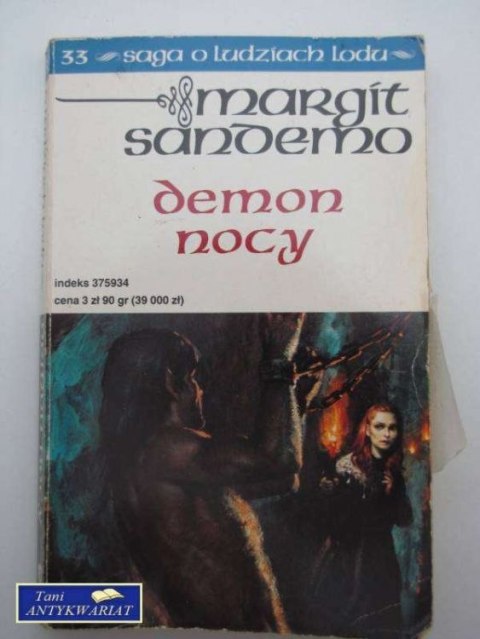 33 saga o ludziach lodu
margit
sandemo
demon
nocy
indeks 375934
cena 3 zł 90 gr (39 000 zł)
Tani
ANTYKWARIAT